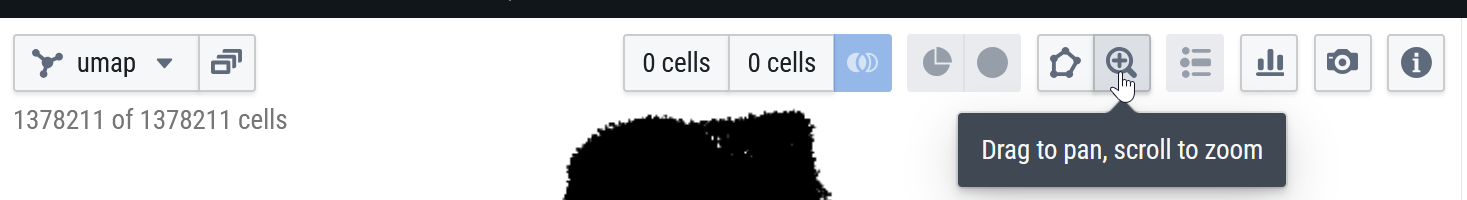 umap
0 cells
0 cells
1378211 of 1378211 cells
Drag to pan, scroll to zoom